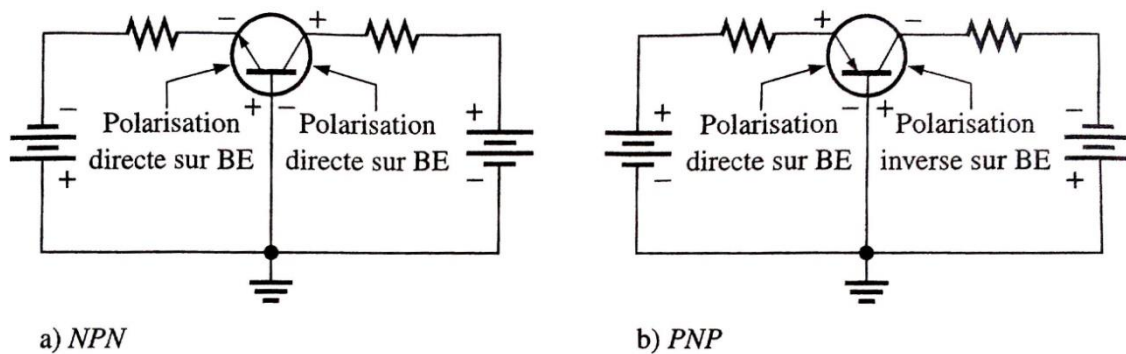 − + + −
Polarisation
directe sur BE
Polarisation
directe sur BE
− + + − + −
Polarisation
directe sur BE
Polarisation
inverse sur BE
+ − − + − +
a) NPN
b) PNP